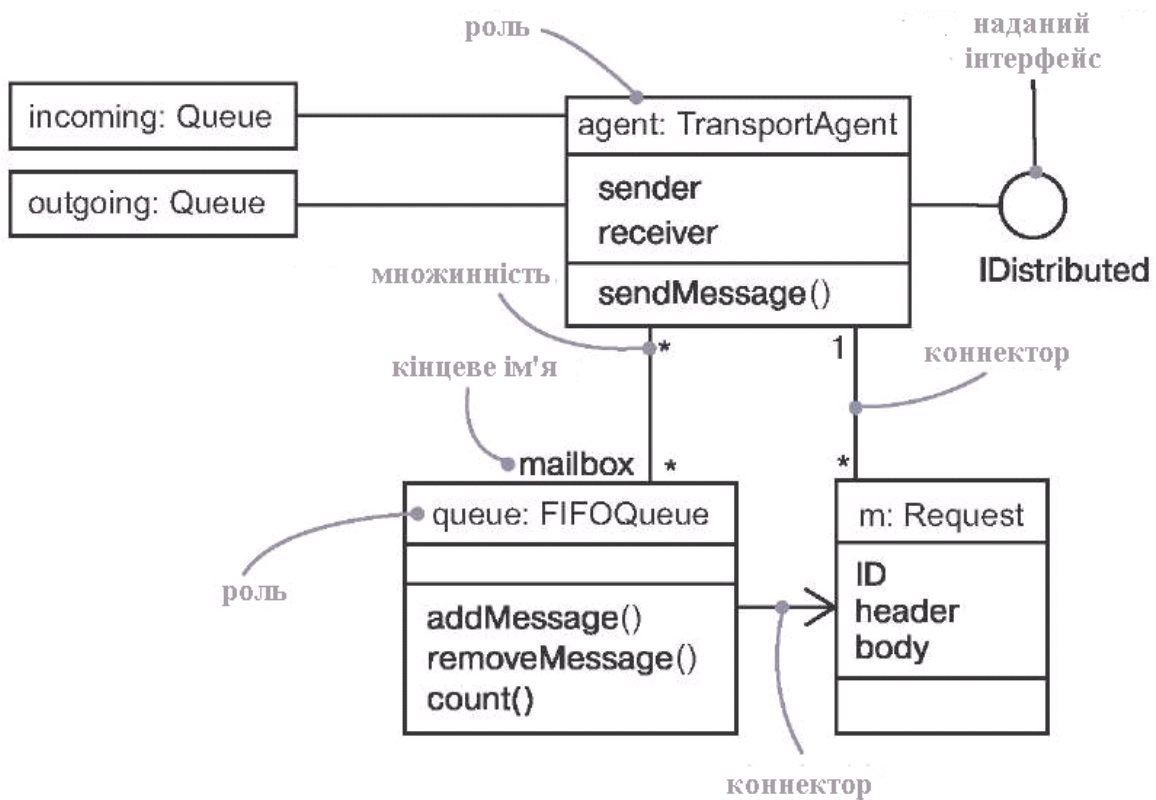 роль
наданий
інтерфейс
incoming: Queue
agent: TransportAgent
outgoing: Queue
sender
receiver
IDistributed
множинність
sendMessage()
*
1
коннектор
кінцеве ім'я
mailbox
*
*
queue: FIFOQueue
m: Request
роль
ID
header
body
addMessage()
removeMessage()
count()
коннектор